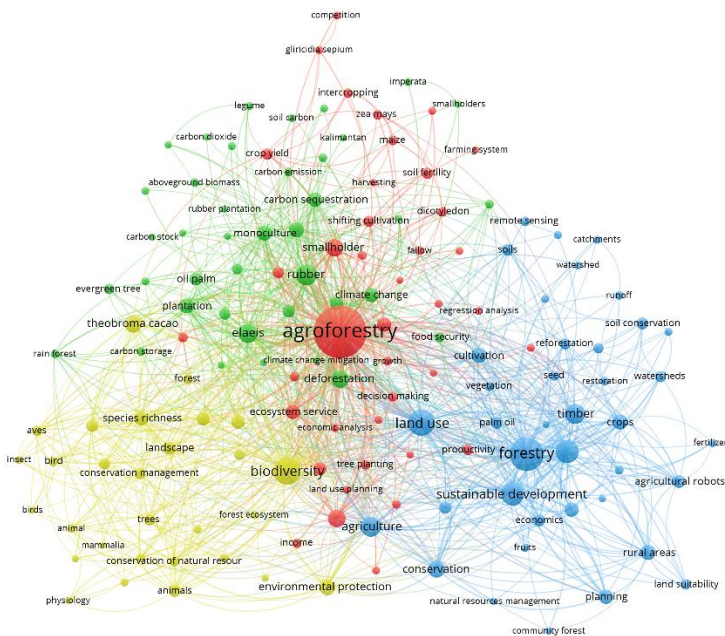 competition
gliricidia sepium
imperata
intercropping
legume
smallholders
zea mays
soil carbon
carbon dioxide
kalimantan
maize
farming system
crop yield
carbon emission
soil fertility
aboveground biomass
harvesting
carbon sequestration
rubber plantation
dicotyledon
shifting cultivation
remote sensing
carbon stock
monoculture
smallholder
fallow
soils
catchments
watershed
oil palm
rubber
climate change
evergreen tree
runoff
plantation
regression analysis
theobroma cacao
soil conservation
elaeis
agroforestry
food security
reforestation
rain forest
carbon storage
climate change mitigation
growth
cultivation
forest
deforestation
vegetation
seed
restoration
watersheds
decision making
species richness
ecosystem service
timber
aves
economic analysis
land use
palm oil
crops
landscape
fertilizer
insect
bird
productivity
forestry
conservation management
biodiversity
tree planting
agricultural robots
land use planning
sustainable development
birds
trees
forest ecosystem
agriculture
economics
animal
mammalia
income
fruits
rural areas
conservation of natural resour
conservation
animals
environmental protection
land suitability
physiology
natural resources management
planning
community forest